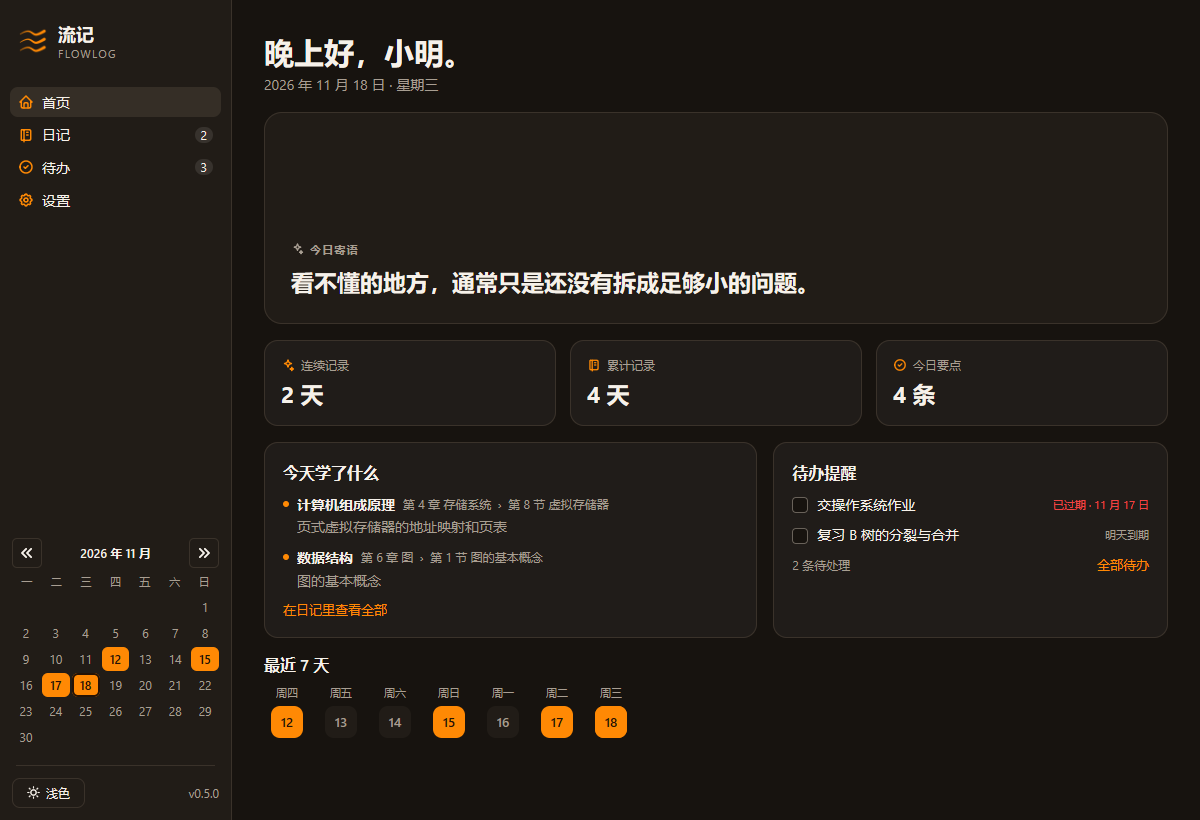 流记
FLOWLOG
首页
日记 2
待办 3
设置
2026 年 11 月
一 二 三 四 五 六 日
1
2 3 4 5 6 7 8
9 10 11 12 13 14 15
16 17 18 19 20 21 22
23 24 25 26 27 28 29
30
浅色 v0.5.0
晚上好，小明。
2026 年 11 月 18 日 · 星期三
今日寄语
看不懂的地方，通常只是还没有拆成足够小的问题。
连续记录
2 天
累计记录
4 天
今日要点
4 条
今天学了什么
计算机组成原理 第 4 章 存储系统 › 第 8 节 虚拟存储器
页式虚拟存储器的地址映射和页表
数据结构 第 6 章 图 › 第 1 节 图的基本概念
图的基本概念
在日记里查看全部
待办提醒
交操作系统作业 已过期 · 11 月 17 日
复习 B 树的分裂与合并 明天到期
2 条待处理 全部待办
最近 7 天
周四 周五 周六 周日 周一 周二 周三
12 13 14 15 16 17 18